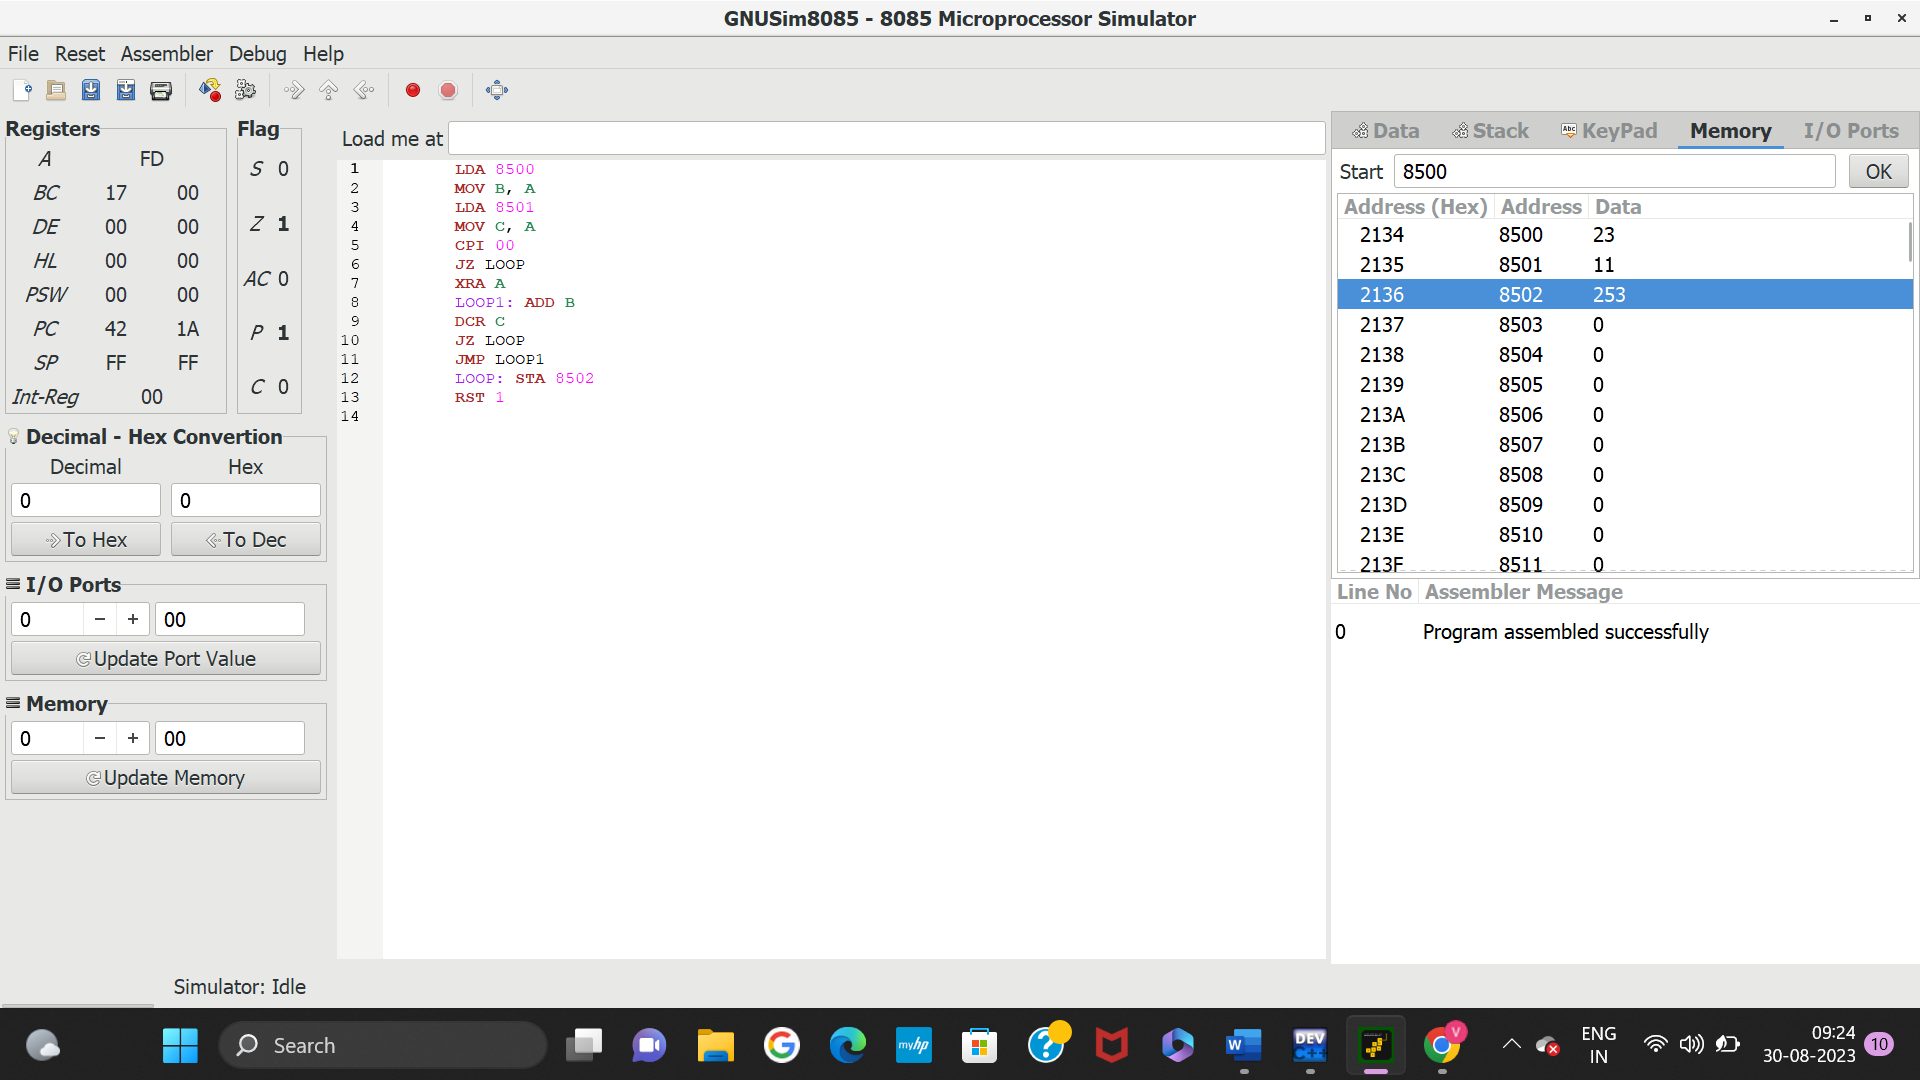 GNUSim8085 - 8085 Microprocessor Simulator
File Reset Assembler Debug Help
Registers
A FD
BC 17 00
DE 00 00
HL 00 00
PSW 00 00
PC 42 1A
SP FF FF
Int-Reg 00
Flag
S 0
Z 1
AC 0
P 1
C 0
Decimal - Hex Convertion
Decimal Hex
0 0
To Hex To Dec
I/O Ports
0 − + 00
Update Port Value
Memory
0 − + 00
Update Memory
Load me at
1 LDA 8500
2 MOV B, A
3 LDA 8501
4 MOV C, A
5 CPI 00
6 JZ LOOP
7 XRA A
8 LOOP1: ADD B
9 DCR C
10 JZ LOOP
11 JMP LOOP1
12 LOOP: STA 8502
13 RST 1
14
Data Stack Abc KeyPad Memory I/O Ports
Start 8500 OK
Address (Hex) Address Data
2134 8500 23
2135 8501 11
2136 8502 253
2137 8503 0
2138 8504 0
2139 8505 0
213A 8506 0
213B 8507 0
213C 8508 0
213D 8509 0
213E 8510 0
213F 8511 0
Line No Assembler Message
0 Program assembled successfully
Simulator: Idle
Search
myhp
W
DEV
C++
V
ENG
IN
09:24
30-08-2023
10